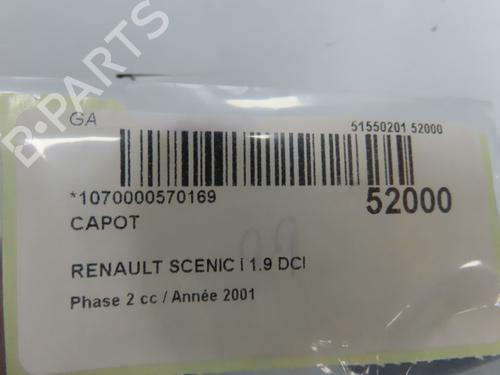 B-PARTS
GA
51550201 52000
*1070000570169
52000
CAPOT
RENAULT SCENIC I 1.9 DCI
Phase 2 cc / Année 2001